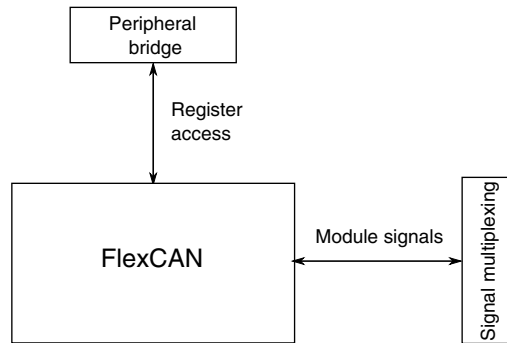 Peripheral
bridge
Register
access
FlexCAN
Module signals
Signal multiplexing